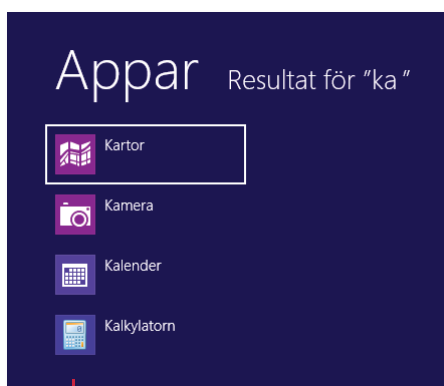 Appar Resultat för "ka"
Kartor
Kamera
Kalender
Kalkylatorn